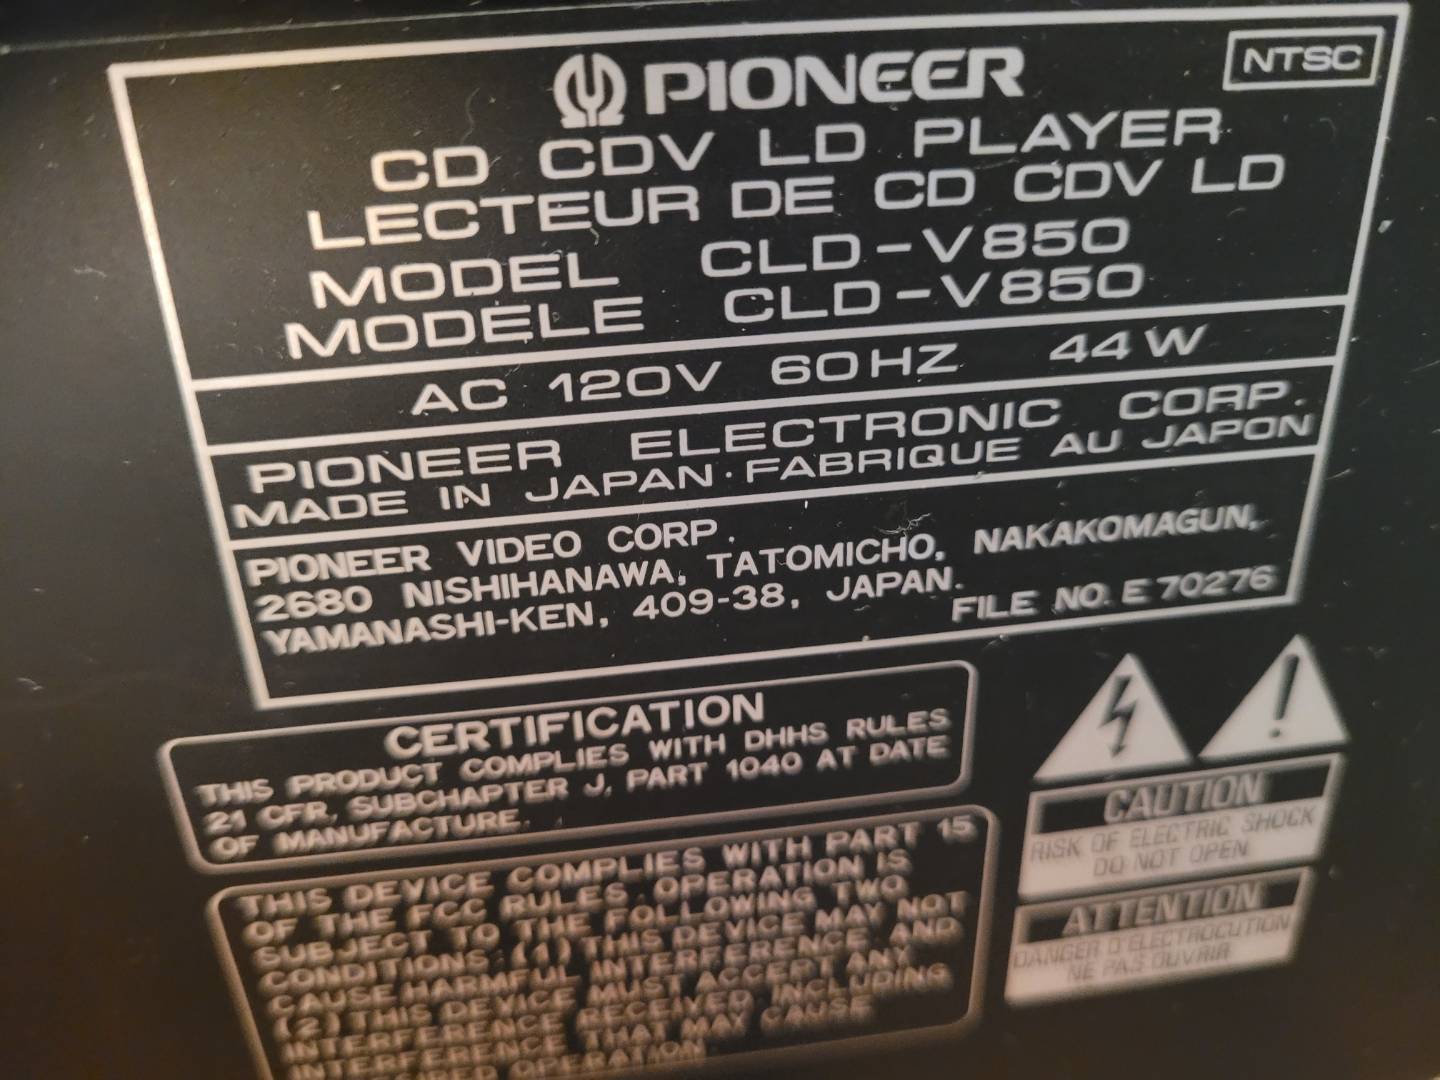 PIONEER
NTSC
CD CDV LD PLAYER
LECTEUR DE CD CDV LD
MODEL CLD-V850
MODÈLE CLD-V850
AC 120V 60HZ 44W
PIONEER ELECTRONIC CORP.
MADE IN JAPAN · FABRIQUE AU JAPON
PIONEER VIDEO CORP.
2680 NISHIHANAWA, TATOMICHO, NAKAKOMAGUN,
YAMANASHI-KEN, 409-38, JAPAN.
FILE NO. E 70276
CERTIFICATION
THIS PRODUCT COMPLIES WITH DHHS RULES
21 CFR, SUBCHAPTER J, PART 1040 AT DATE
OF MANUFACTURE.
THIS DEVICE COMPLIES WITH PART 15
OF THE FCC RULES. OPERATION IS
SUBJECT TO THE FOLLOWING TWO
CONDITIONS: (1) THIS DEVICE MAY NOT
CAUSE HARMFUL INTERFERENCE, AND
(2) THIS DEVICE MUST ACCEPT ANY
INTERFERENCE RECEIVED, INCLUDING
INTERFERENCE THAT MAY CAUSE
OPERATION
CAUTION
RISK OF ELECTRIC SHOCK
DO NOT OPEN
ATTENTION
DANGER D'ELECTROCUTION
NE PAS OUVRIR